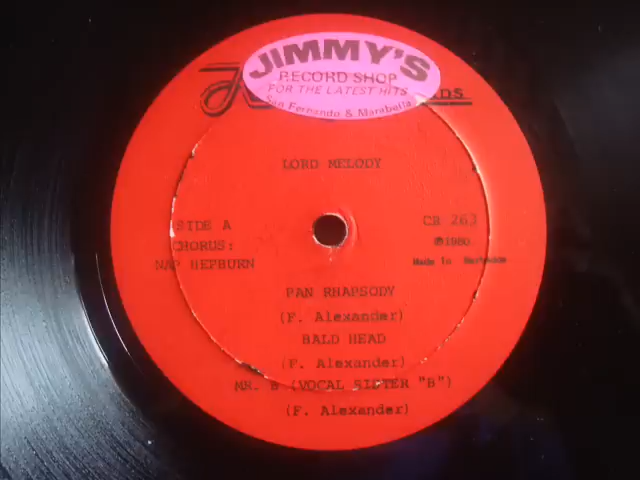 JIMMY'S
RECORD SHOP
FOR THE LATEST HITS
San Fernando & Marabella
LORD MELODY
SIDE A
CHORUS:
NAP HEPBURN
CB 263
℗1980
Made In Barbados
PAN RHAPSODY
(F. Alexander)
BALD HEAD
(F. Alexander)
MR. B (VOCAL SISTER "B")
(F. Alexander)